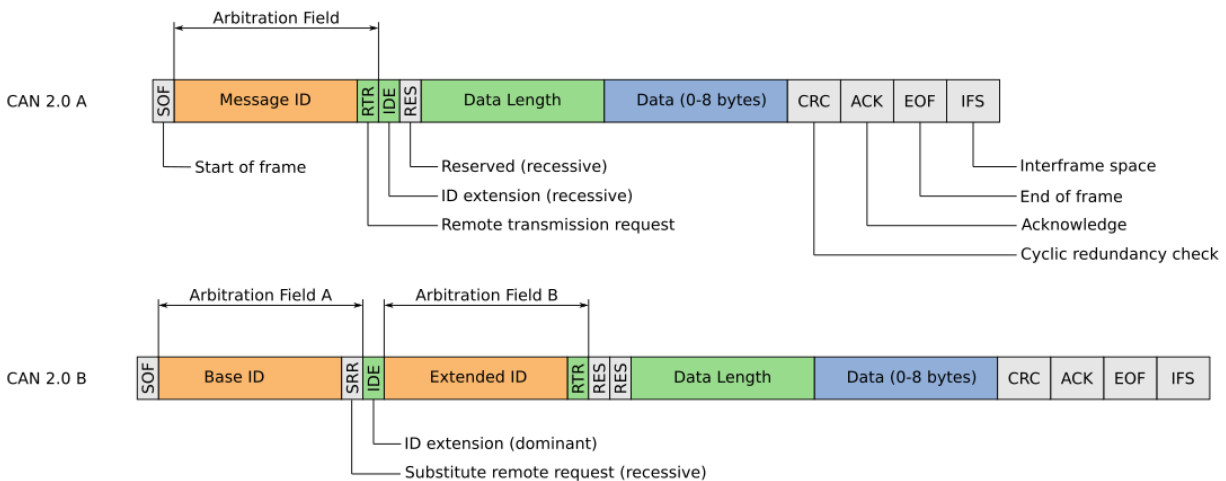 Arbitration Field
CAN 2.0 A
SOF Message ID RTR IDE RES Data Length Data (0-8 bytes) CRC ACK EOF IFS
Start of frame Reserved (recessive) Interframe space
ID extension (recessive) End of frame
Remote transmission request Acknowledge
Cyclic redundancy check
Arbitration Field A Arbitration Field B
CAN 2.0 B
SOF Base ID SRR IDE Extended ID RTR RES RES Data Length Data (0-8 bytes) CRC ACK EOF IFS
ID extension (dominant)
Substitute remote request (recessive)